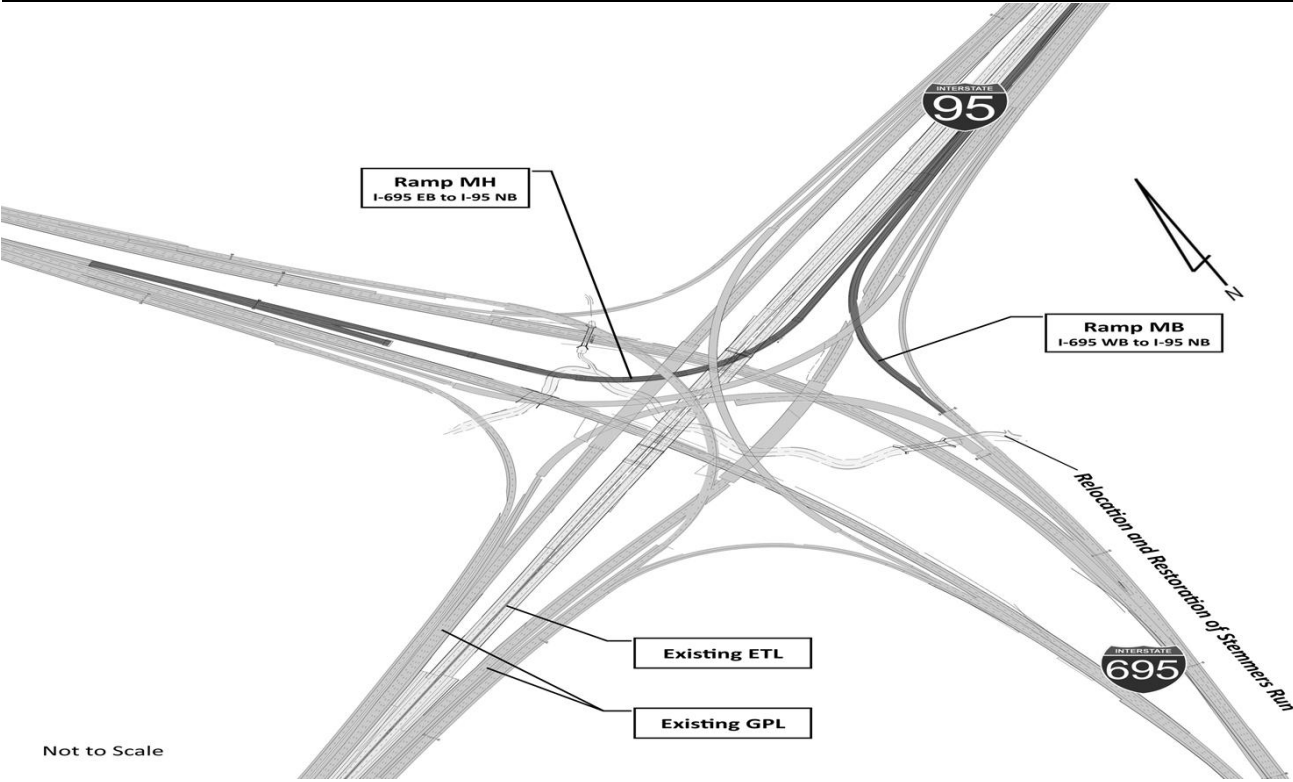 INTERSTATE
95
Ramp MH
I-695 EB to I-95 NB
N
Ramp MB
I-695 WB to I-95 NB
Relocation and Restoration of Stemmers Run
Existing ETL
INTERSTATE
695
Existing GPL
Not to Scale